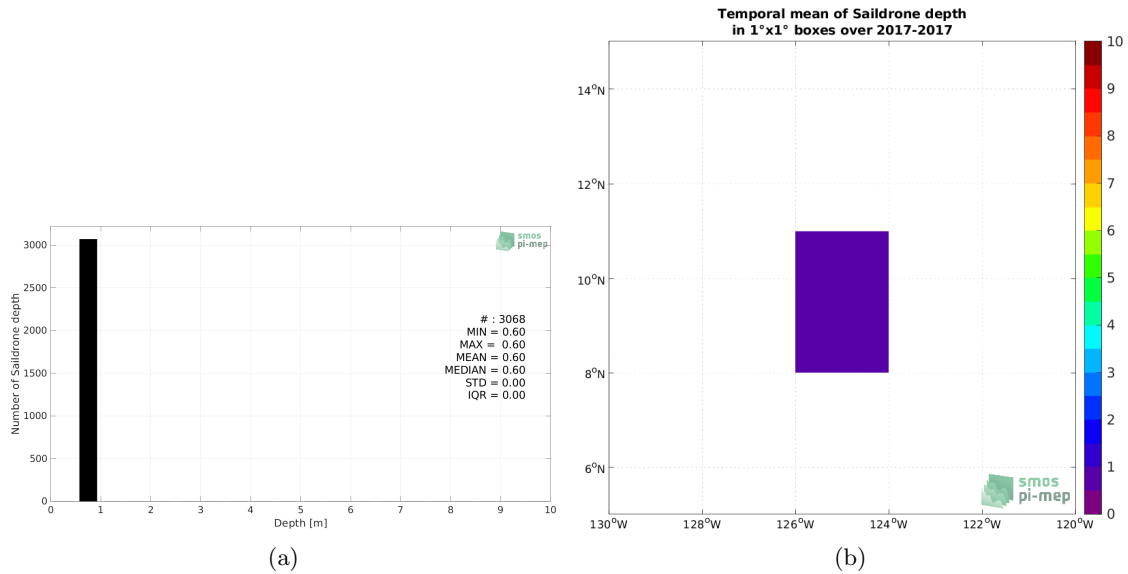 3000
2500
2000
1500
1000
500
0
Number of Saildrone depth
smos
pi-mep
# : 3068
MIN = 0.60
MAX = 0.60
MEAN = 0.60
MEDIAN = 0.60
STD = 0.00
IQR = 0.00
0 1 2 3 4 5 6 7 8 9 10
Depth [m]
(a)
Temporal mean of Saildrone depth
in 1°x1° boxes over 2017-2017
14°N
12°N
10°N
8°N
6°N
130°W 128°W 126°W 124°W 122°W 120°W
smos
pi-mep
10
9
8
7
6
5
4
3
2
1
0
(b)